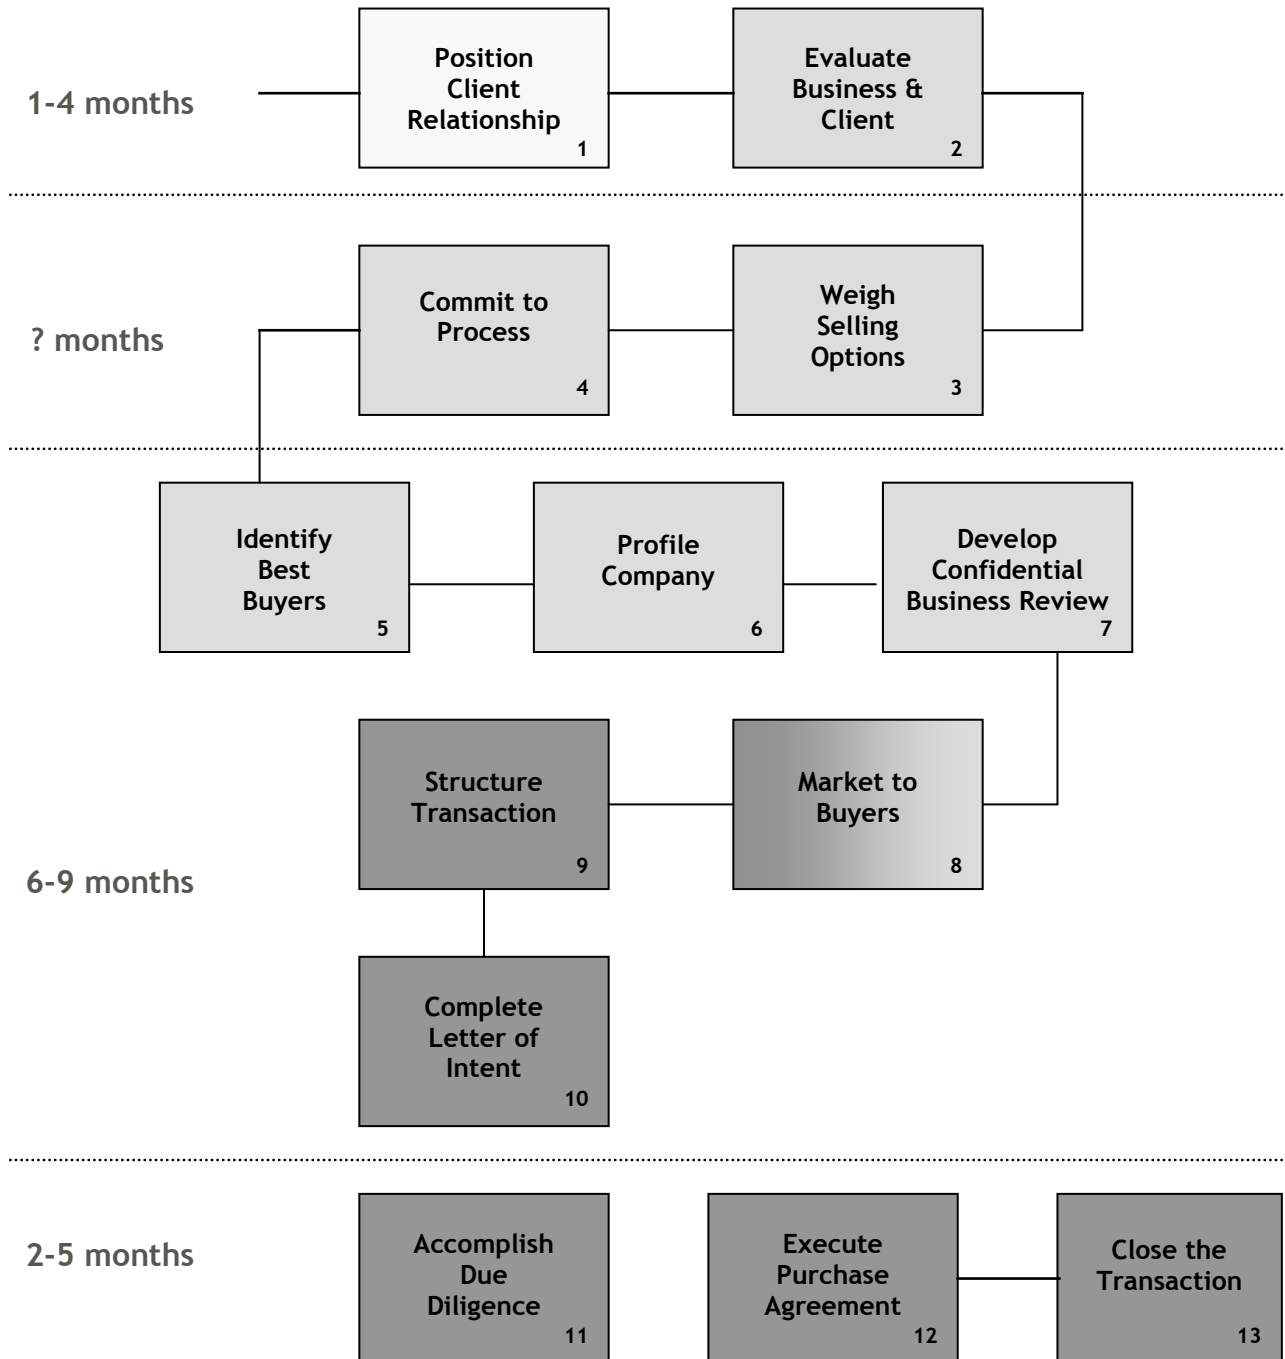 1-4 months
Position
Client
Relationship
1
Evaluate
Business &
Client
2
? months
Commit to
Process
4
Weigh
Selling
Options
3
Identify
Best
Buyers
5
Profile
Company
6
Develop
Confidential
Business Review
7
6-9 months
Structure
Transaction
9
Market to
Buyers
8
Complete
Letter of
Intent
10
2-5 months
Accomplish
Due
Diligence
11
Execute
Purchase
Agreement
12
Close the
Transaction
13